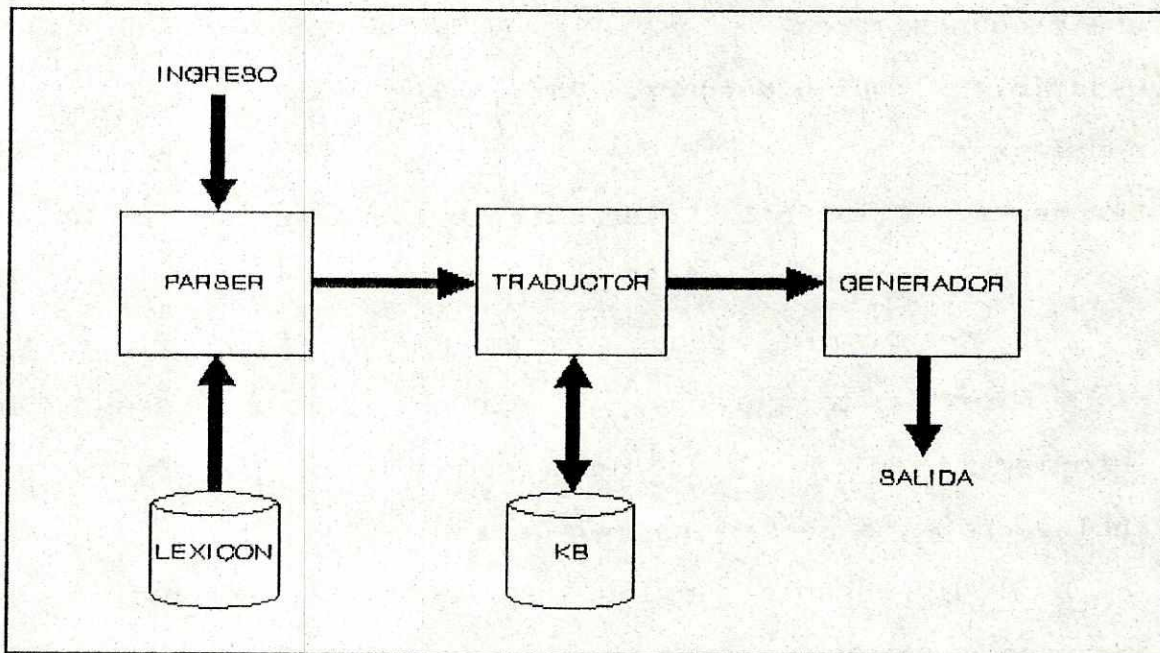 INGRESO
PARSER
TRADUCTOR
GENERADOR
SALIDA
LEXICON
KB